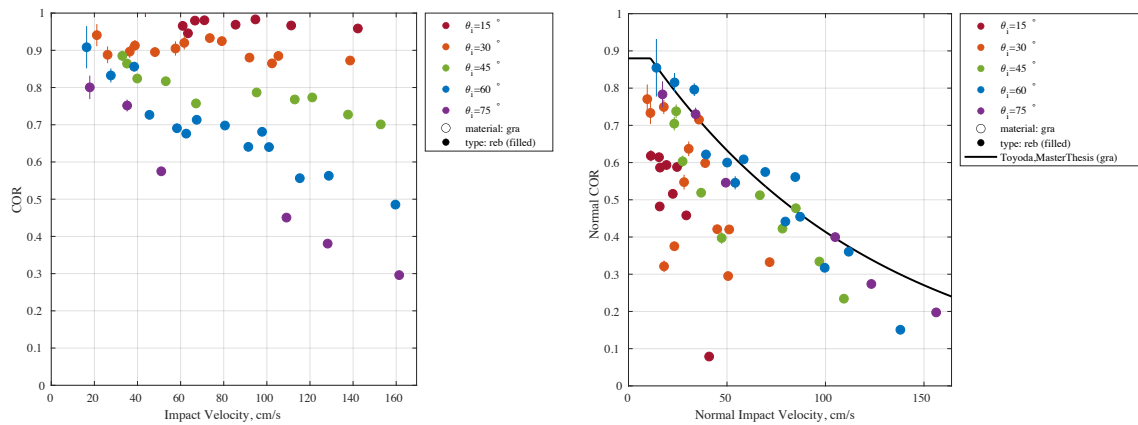 1
0.9
0.8
0.7
0.6
0.5
0.4
0.3
0.2
0.1
0
COR
0 20 40 60 80 100 120 140 160
Impact Velocity, cm/s
θi=15 °
θi=30 °
θi=45 °
θi=60 °
θi=75 °
material: gra
type: reb (filled)
1
0.9
0.8
0.7
0.6
0.5
0.4
0.3
0.2
0.1
0
Normal COR
0 50 100 150
Normal Impact Velocity, cm/s
θi=15 °
θi=30 °
θi=45 °
θi=60 °
θi=75 °
material: gra
type: reb (filled)
Toyoda,MasterThesis (gra)